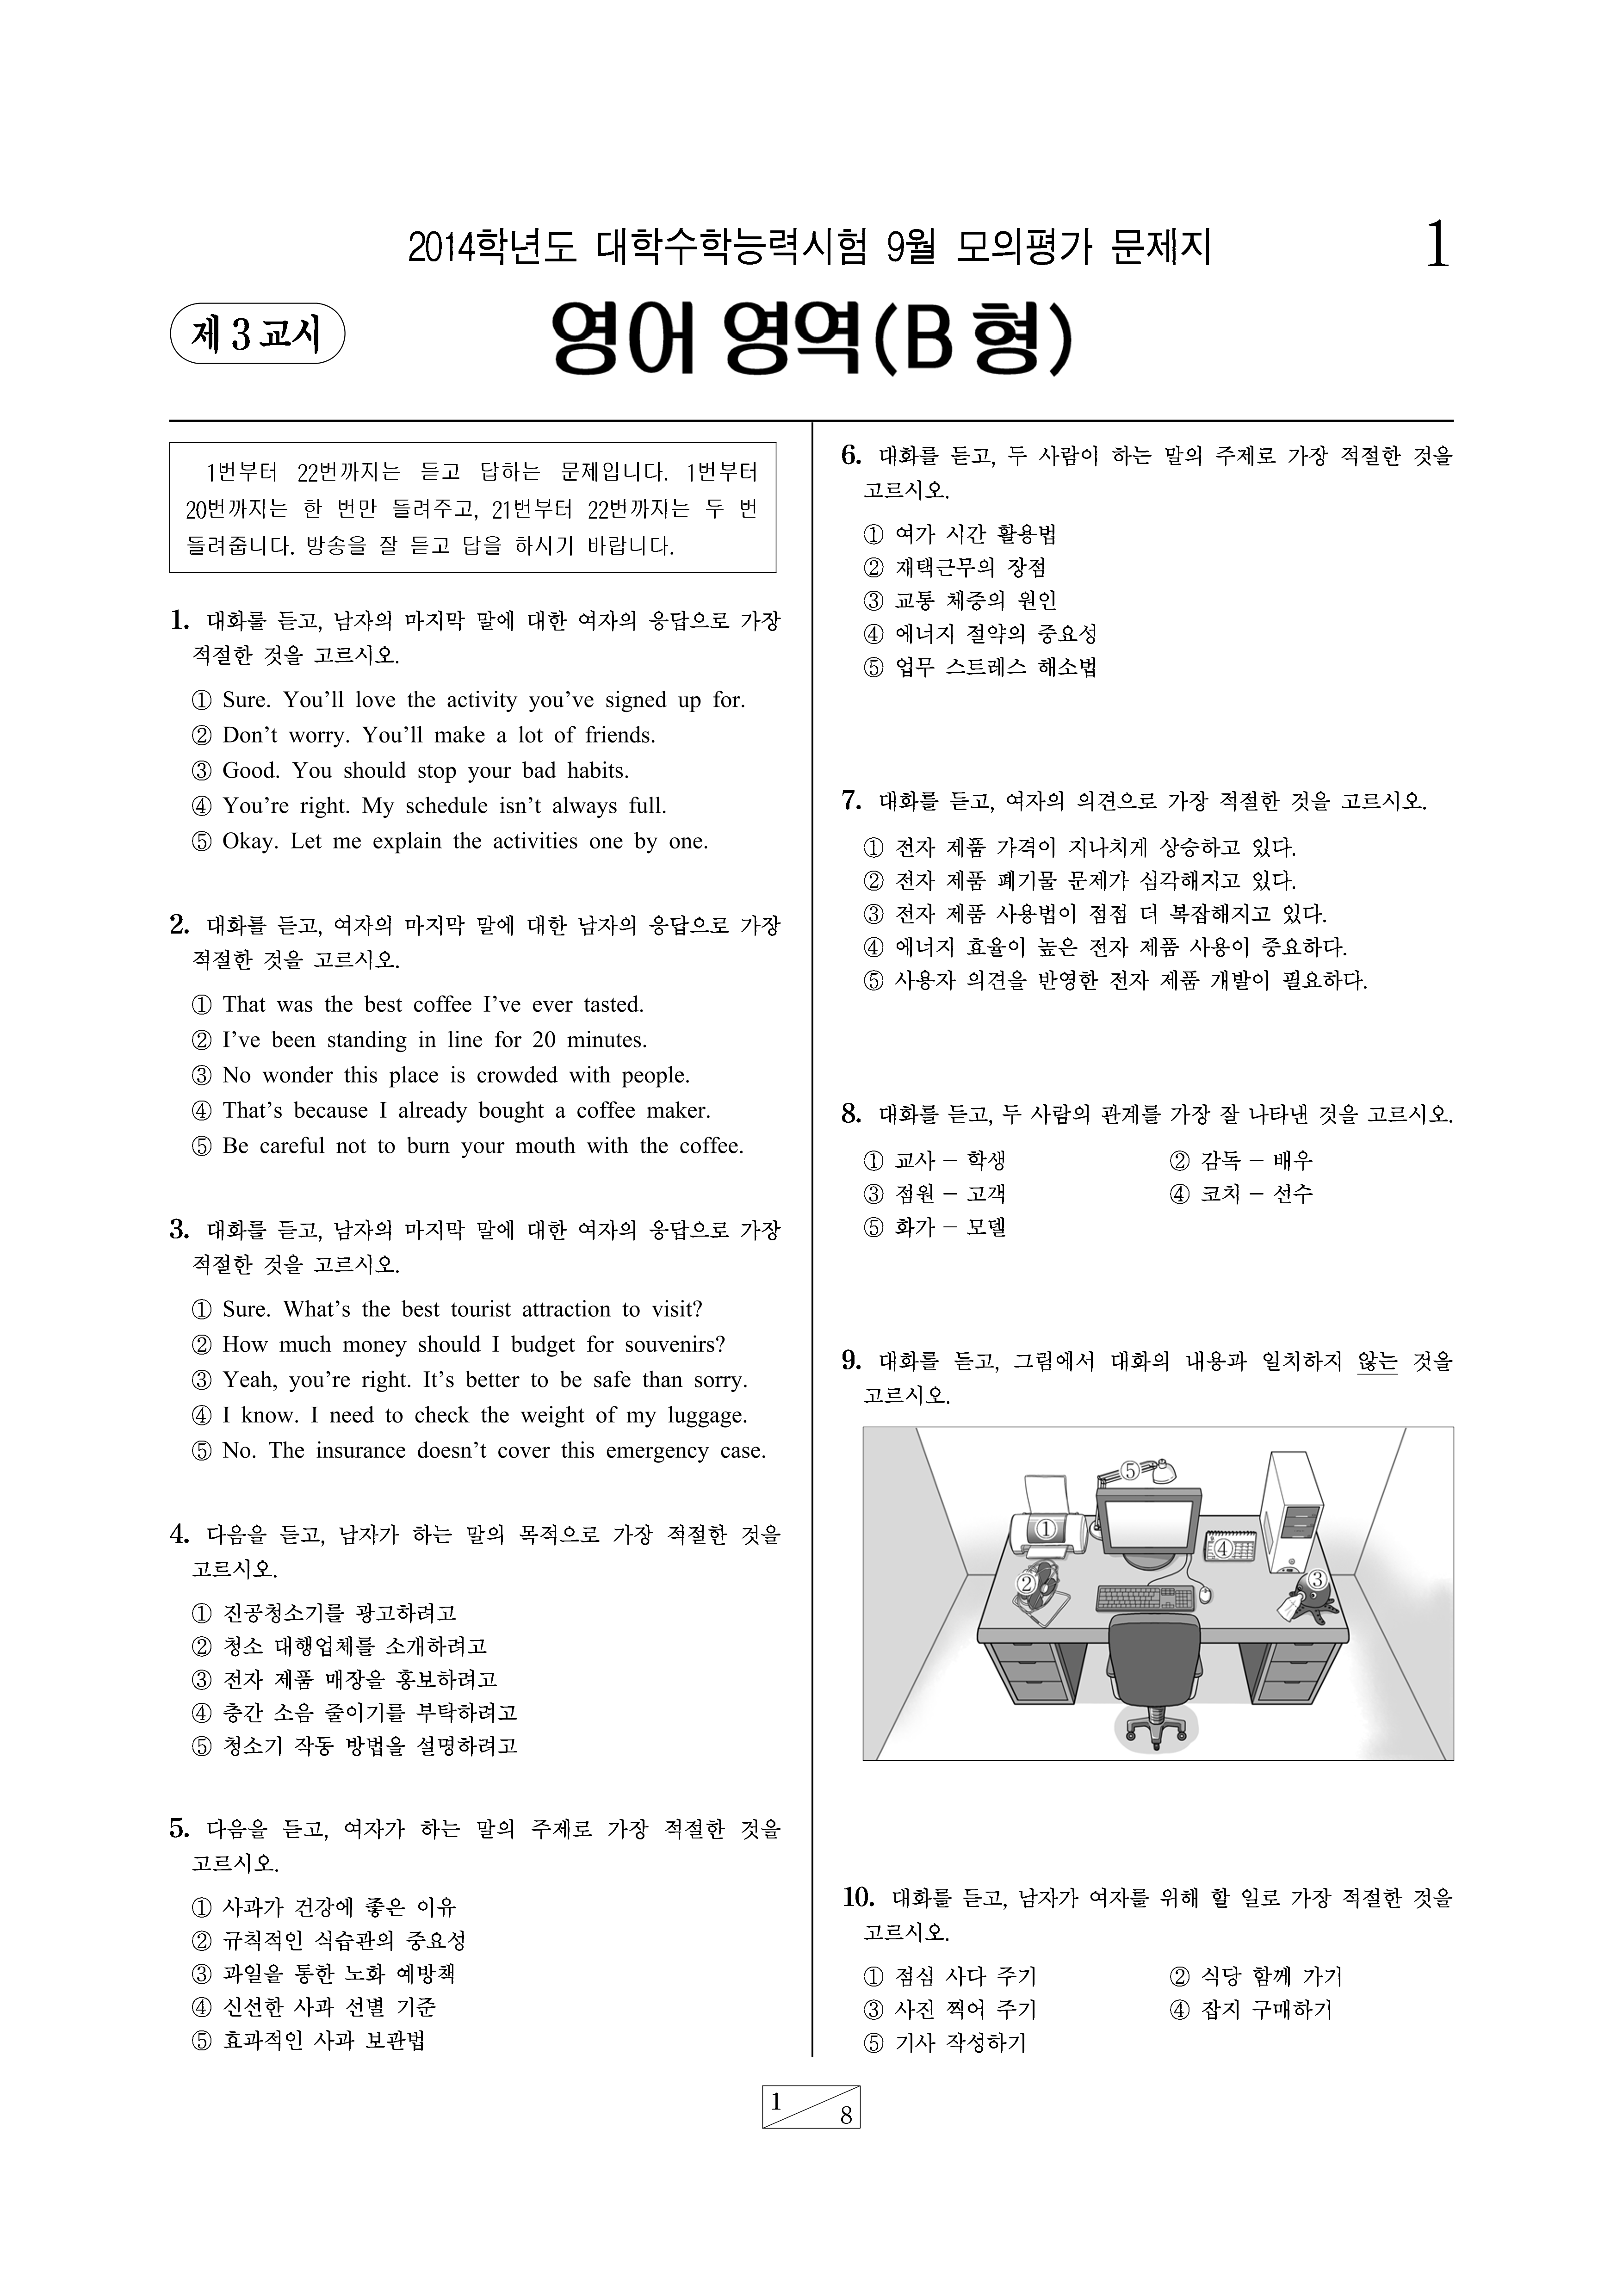 2014학년도 대학수학능력시험 9월 모의평가 문제지
1
제 3 교시
영어 영역(B 형)
1번부터 22번까지는 듣고 답하는 문제입니다. 1번부터
20번까지는 한 번만 들려주고, 21번부터 22번까지는 두 번
들려줍니다. 방송을 잘 듣고 답을 하시기 바랍니다.
1. 대화를 듣고, 남자의 마지막 말에 대한 여자의 응답으로 가장
적절한 것을 고르시오.
① Sure. You’ll love the activity you’ve signed up for.
② Don’t worry. You’ll make a lot of friends.
③ Good. You should stop your bad habits.
④ You’re right. My schedule isn’t always full.
⑤ Okay. Let me explain the activities one by one.
2. 대화를 듣고, 여자의 마지막 말에 대한 남자의 응답으로 가장
적절한 것을 고르시오.
① That was the best coffee I’ve ever tasted.
② I’ve been standing in line for 20 minutes.
③ No wonder this place is crowded with people.
④ That’s because I already bought a coffee maker.
⑤ Be careful not to burn your mouth with the coffee.
3. 대화를 듣고, 남자의 마지막 말에 대한 여자의 응답으로 가장
적절한 것을 고르시오.
① Sure. What’s the best tourist attraction to visit?
② How much money should I budget for souvenirs?
③ Yeah, you’re right. It’s better to be safe than sorry.
④ I know. I need to check the weight of my luggage.
⑤ No. The insurance doesn’t cover this emergency case.
4. 다음을 듣고, 남자가 하는 말의 목적으로 가장 적절한 것을
고르시오.
① 진공청소기를 광고하려고
② 청소 대행업체를 소개하려고
③ 전자 제품 매장을 홍보하려고
④ 층간 소음 줄이기를 부탁하려고
⑤ 청소기 작동 방법을 설명하려고
5. 다음을 듣고, 여자가 하는 말의 주제로 가장 적절한 것을
고르시오.
① 사과가 건강에 좋은 이유
② 규칙적인 식습관의 중요성
③ 과일을 통한 노화 예방책
④ 신선한 사과 선별 기준
⑤ 효과적인 사과 보관법
6. 대화를 듣고, 두 사람이 하는 말의 주제로 가장 적절한 것을
고르시오.
① 여가 시간 활용법
② 재택근무의 장점
③ 교통 체증의 원인
④ 에너지 절약의 중요성
⑤ 업무 스트레스 해소법
7. 대화를 듣고, 여자의 의견으로 가장 적절한 것을 고르시오.
① 전자 제품 가격이 지나치게 상승하고 있다.
② 전자 제품 폐기물 문제가 심각해지고 있다.
③ 전자 제품 사용법이 점점 더 복잡해지고 있다.
④ 에너지 효율이 높은 전자 제품 사용이 중요하다.
⑤ 사용자 의견을 반영한 전자 제품 개발이 필요하다.
8. 대화를 듣고, 두 사람의 관계를 가장 잘 나타낸 것을 고르시오.
① 교사 – 학생 ② 감독 – 배우
③ 점원 – 고객 ④ 코치 – 선수
⑤ 화가 – 모델
9. 대화를 듣고, 그림에서 대화의 내용과 일치하지 않는 것을
고르시오.
⑤
①
④
②
③
10. 대화를 듣고, 남자가 여자를 위해 할 일로 가장 적절한 것을
고르시오.
① 점심 사다 주기 ② 식당 함께 가기
③ 사진 찍어 주기 ④ 잡지 구매하기
⑤ 기사 작성하기
1
8